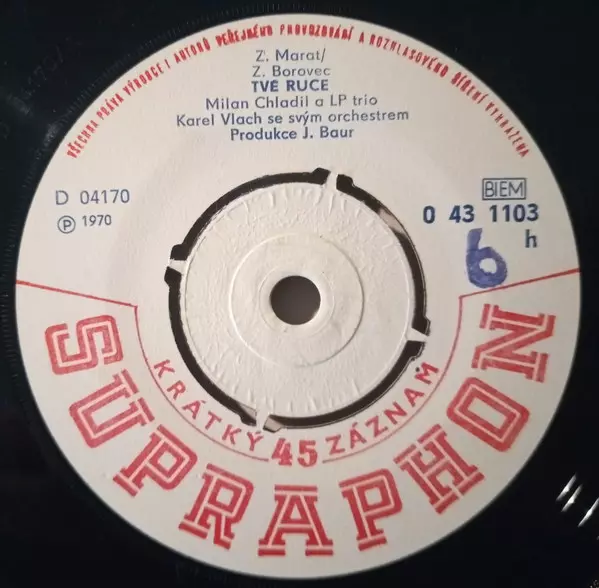 VŠECHRA PRÁVA VÝROBCE I AUTORŮ VEŘEJNÉHO PROVOZOVÁNÍ A ROZHLASOVÉHO ŠÍŘENÍ VYHRAZENA
Z. Marat/
Z. Borovec
TVÉ RUCE
Milan Chladil a LP trio
Karel Vlach se svým orchestrem
Produkce J. Baur
D 04170
Ⓟ 1970
BIEM
0 43 1103
h
6
KRÁTKÝ 45 ZÁZNAM
SUPRAPHON